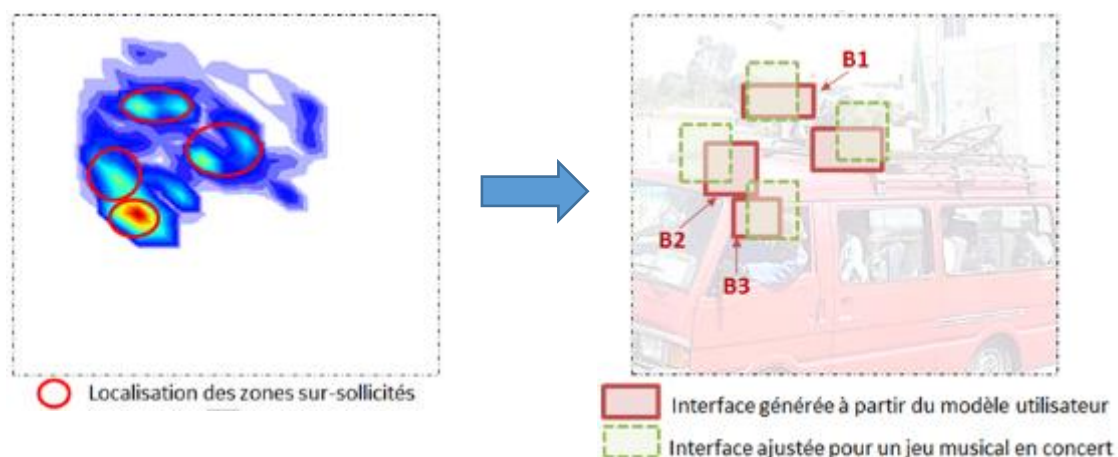 B1
B2
B3
Localisation des zones sur-sollicités
Interface générée à partir du modèle utilisateur
Interface ajustée pour un jeu musical en concert